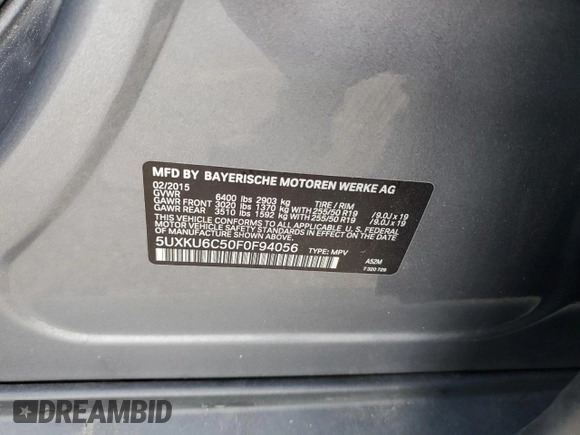 MFD BY BAYERISCHE MOTOREN WERKE AG
02/2015
GVWR 6400 lbs 2903 kg TIRE / RIM
GAWR FRONT 3020 lbs 1370 kg WITH 255/50 R19 /9.0J x 19
GAWR REAR 3510 lbs 1592 kg WITH 255/50 R19 /9.0J x 19
THIS VEHICLE CONFORMS TO ALL APPLICABLE FEDERAL
MOTOR VEHICLE SAFETY STANDARDS IN EFFECT ON THE DATE
OF MANUFACTURE SHOWN ABOVE.
5UXKU6C50F0F94056 TYPE: MPV A52M
7 320 729
DREAMBID